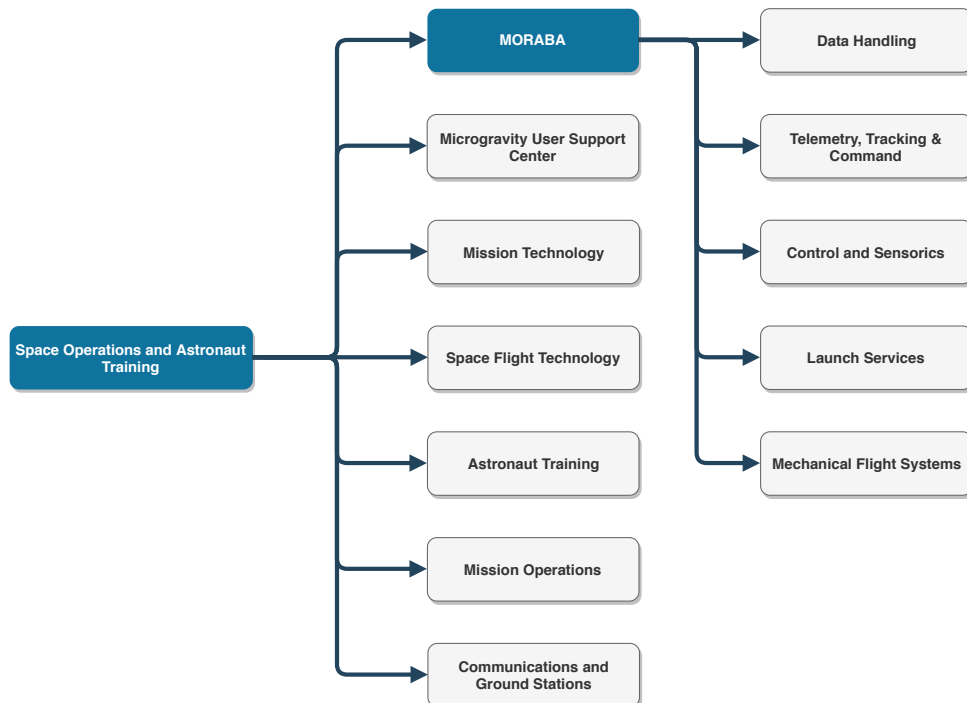 MORABA
Data Handling
Microgravity User Support
Center
Telemetry, Tracking &
Command
Mission Technology
Control and Sensorics
Space Operations and Astronaut
Training
Space Flight Technology
Launch Services
Astronaut Training
Mechanical Flight Systems
Mission Operations
Communications and
Ground Stations